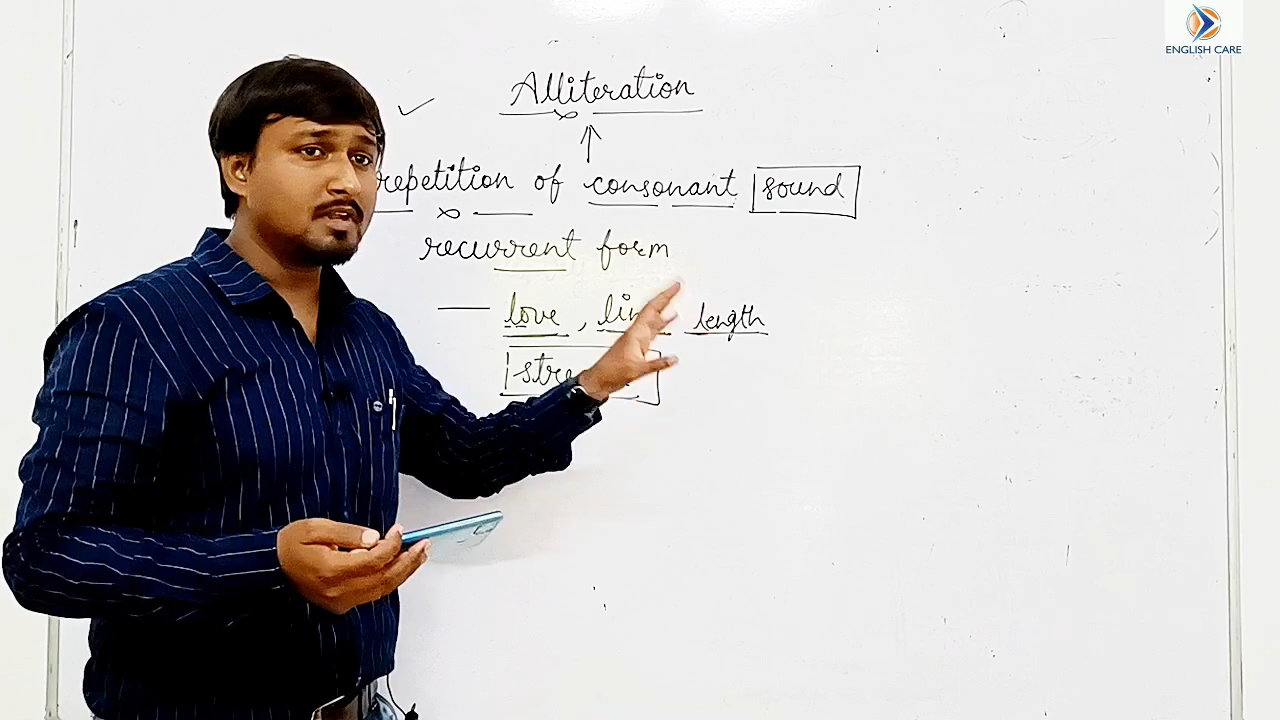 ENGLISH CARE
Alliteration
repetition of consonant sound
recurrent form
love, length